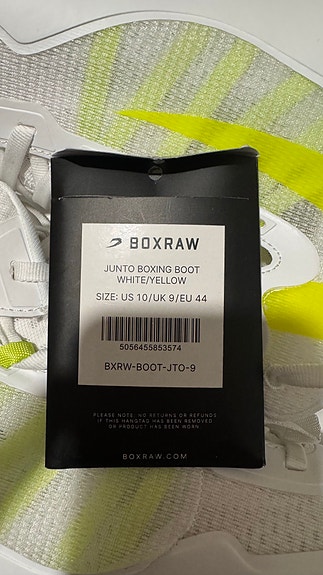 BOXRAW
JUNTO BOXING BOOT
WHITE/YELLOW
SIZE: US 10/UK 9/EU 44
5056455853574
BXRW-BOOT-JTO-9
PLEASE NOTE: NO RETURNS OR REFUNDS
IF THIS HANGTAG HAS BEEN REMOVED
OR PRODUCT HAS BEEN WORN
BOXRAW.COM